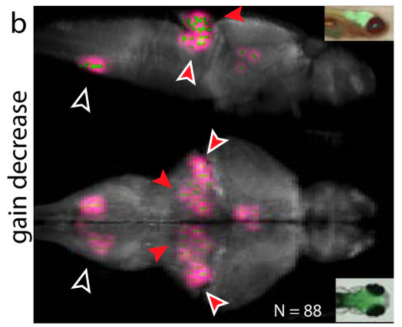 b
gain decrease
N = 88